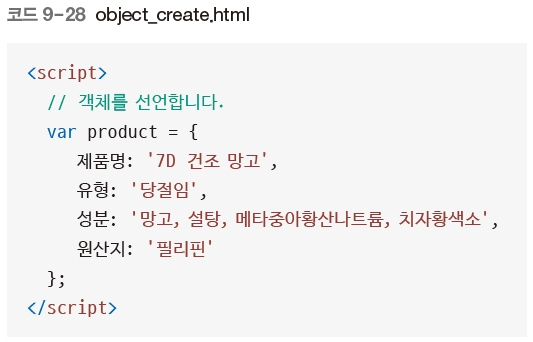 코드 9-28 object_create.html
<script>
// 객체를 선언합니다.
var product = {
제품명: '7D 건조 망고',
유형: '당절임',
성분: '망고, 설탕, 메타중아황산나트륨, 치자황색소',
원산지: '필리핀'
};
</script>